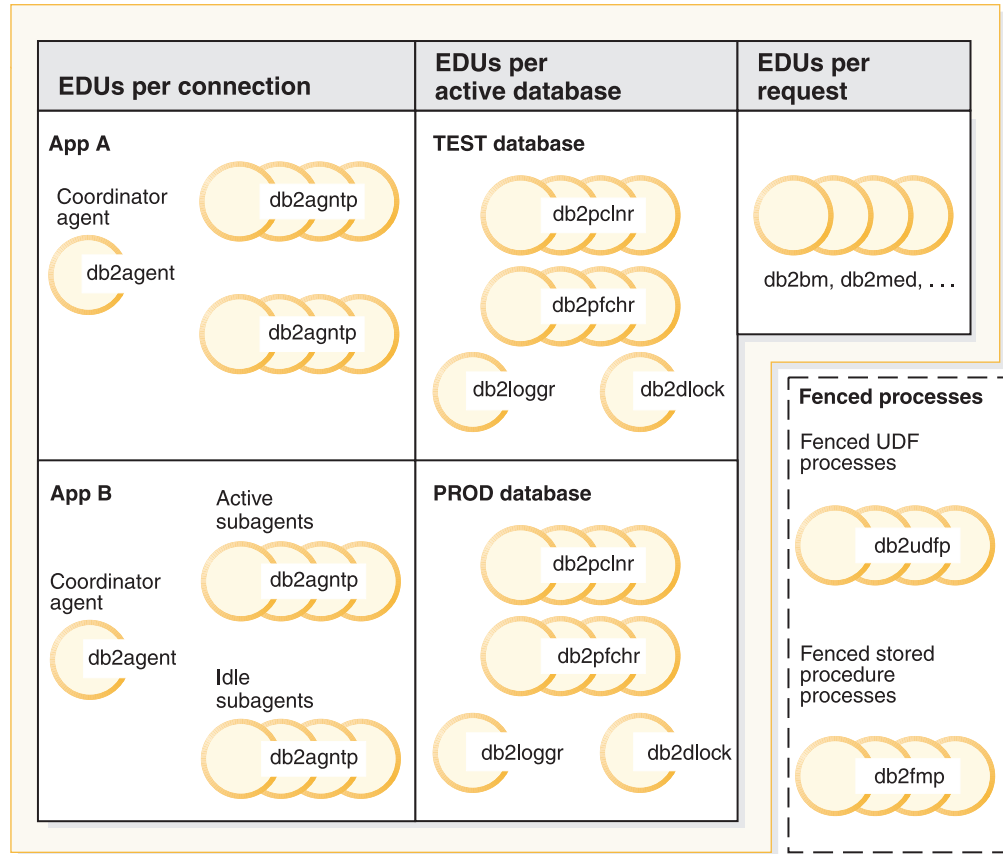 EDUs per connection
EDUs per
active database
EDUs per
request
App A
Coordinator
agent
db2agent
db2agntp
db2agntp
TEST database
db2pclnr
db2pfchr
db2loggr
db2dlock
db2bm, db2med, . . .
App B
Coordinator
agent
db2agent
Active
subagents
db2agntp
Idle
subagents
db2agntp
PROD database
db2pclnr
db2pfchr
db2loggr
db2dlock
Fenced processes
Fenced UDF
processes
db2udfp
Fenced stored
procedure
processes
db2fmp